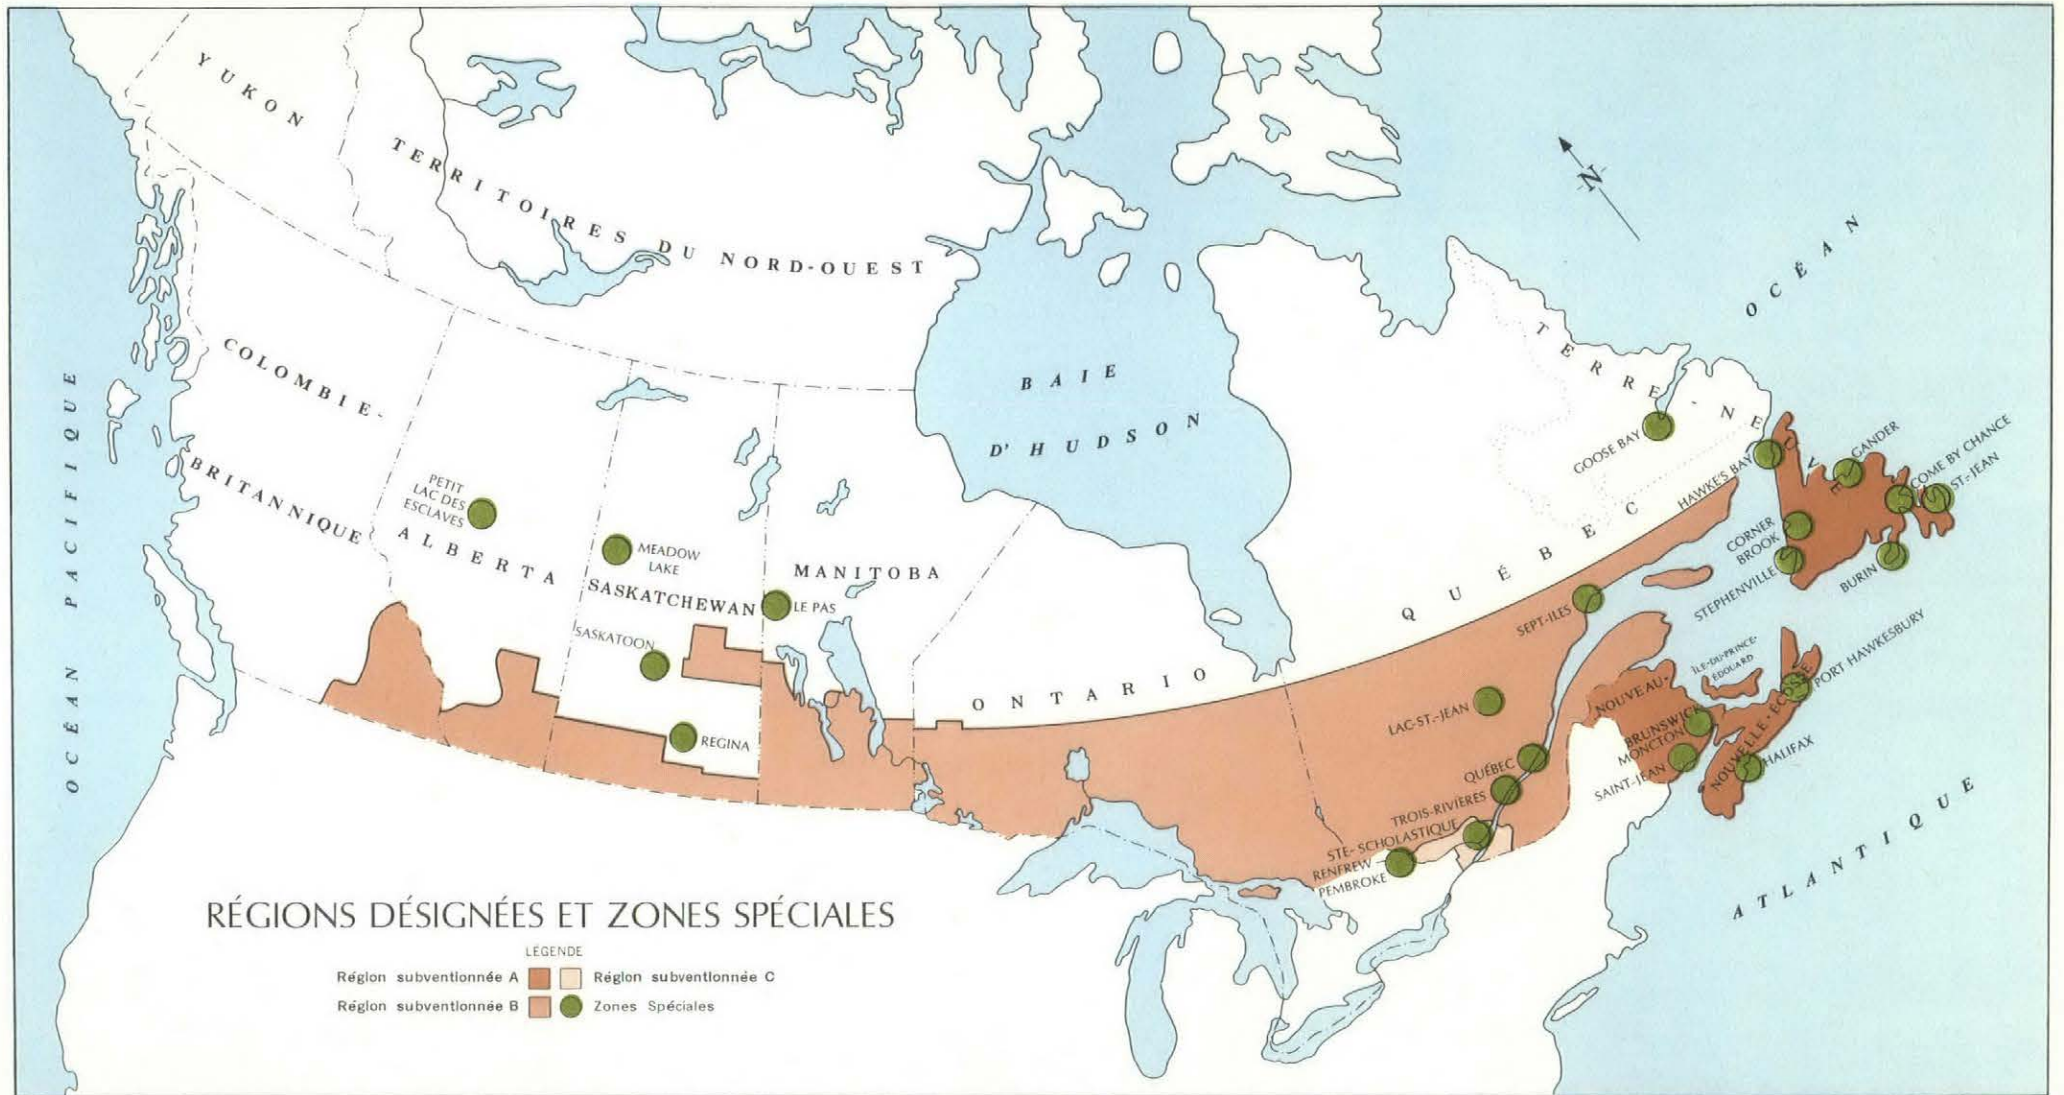 YUKON
TERRITOIRES DU NORD-OUEST
COLOMBIE-
BRITANNIQUE
OCÉAN PACIFIQUE
PETIT
LAC DES
ESCLAVES
ALBERTA
MEADOW
LAKE
SASKATCHEWAN
SASKATOON
REGINA
LE PAS
MANITOBA
BAIE
D'HUDSON
ONTARIO
QUÉBEC
TERRE-NEUVE
GOOSE BAY
HAWKE'S BAY
GANDER
COME BY CHANCE
ST.-JEAN
CORNER
BROOK
STEPHENVILLE
BURIN
SEPT-ILES
LAC-ST.-JEAN
QUÉBEC
TROIS-RIVIÈRES
STE-SCHOLASTIQUE
RENFREW
PEMBROKE
ÎLE-DU-PRINCE-
ÉDOUARD
NOUVEAU-
BRUNSWICK
MONCTON
SAINT-JEAN
NOUVELLE-ÉCOSSE
PORT HAWKESBURY
HALIFAX
OCÉAN
ATLANTIQUE
N
RÉGIONS DÉSIGNÉES ET ZONES SPÉCIALES
LÉGENDE
Région subventionnée A
Région subventionnée C
Région subventionnée B
Zones Spéciales